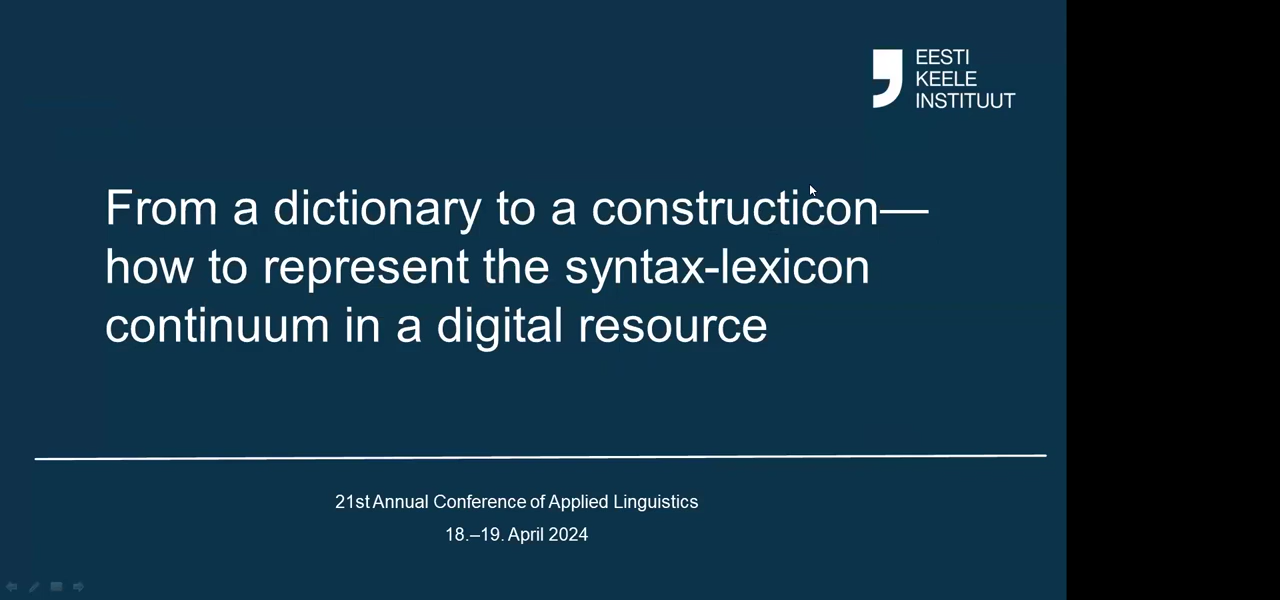 EESTI
KEELE
INSTITUUT
From a dictionary to a constructicon—
how to represent the syntax-lexicon
continuum in a digital resource
21st Annual Conference of Applied Linguistics
18.–19. April 2024